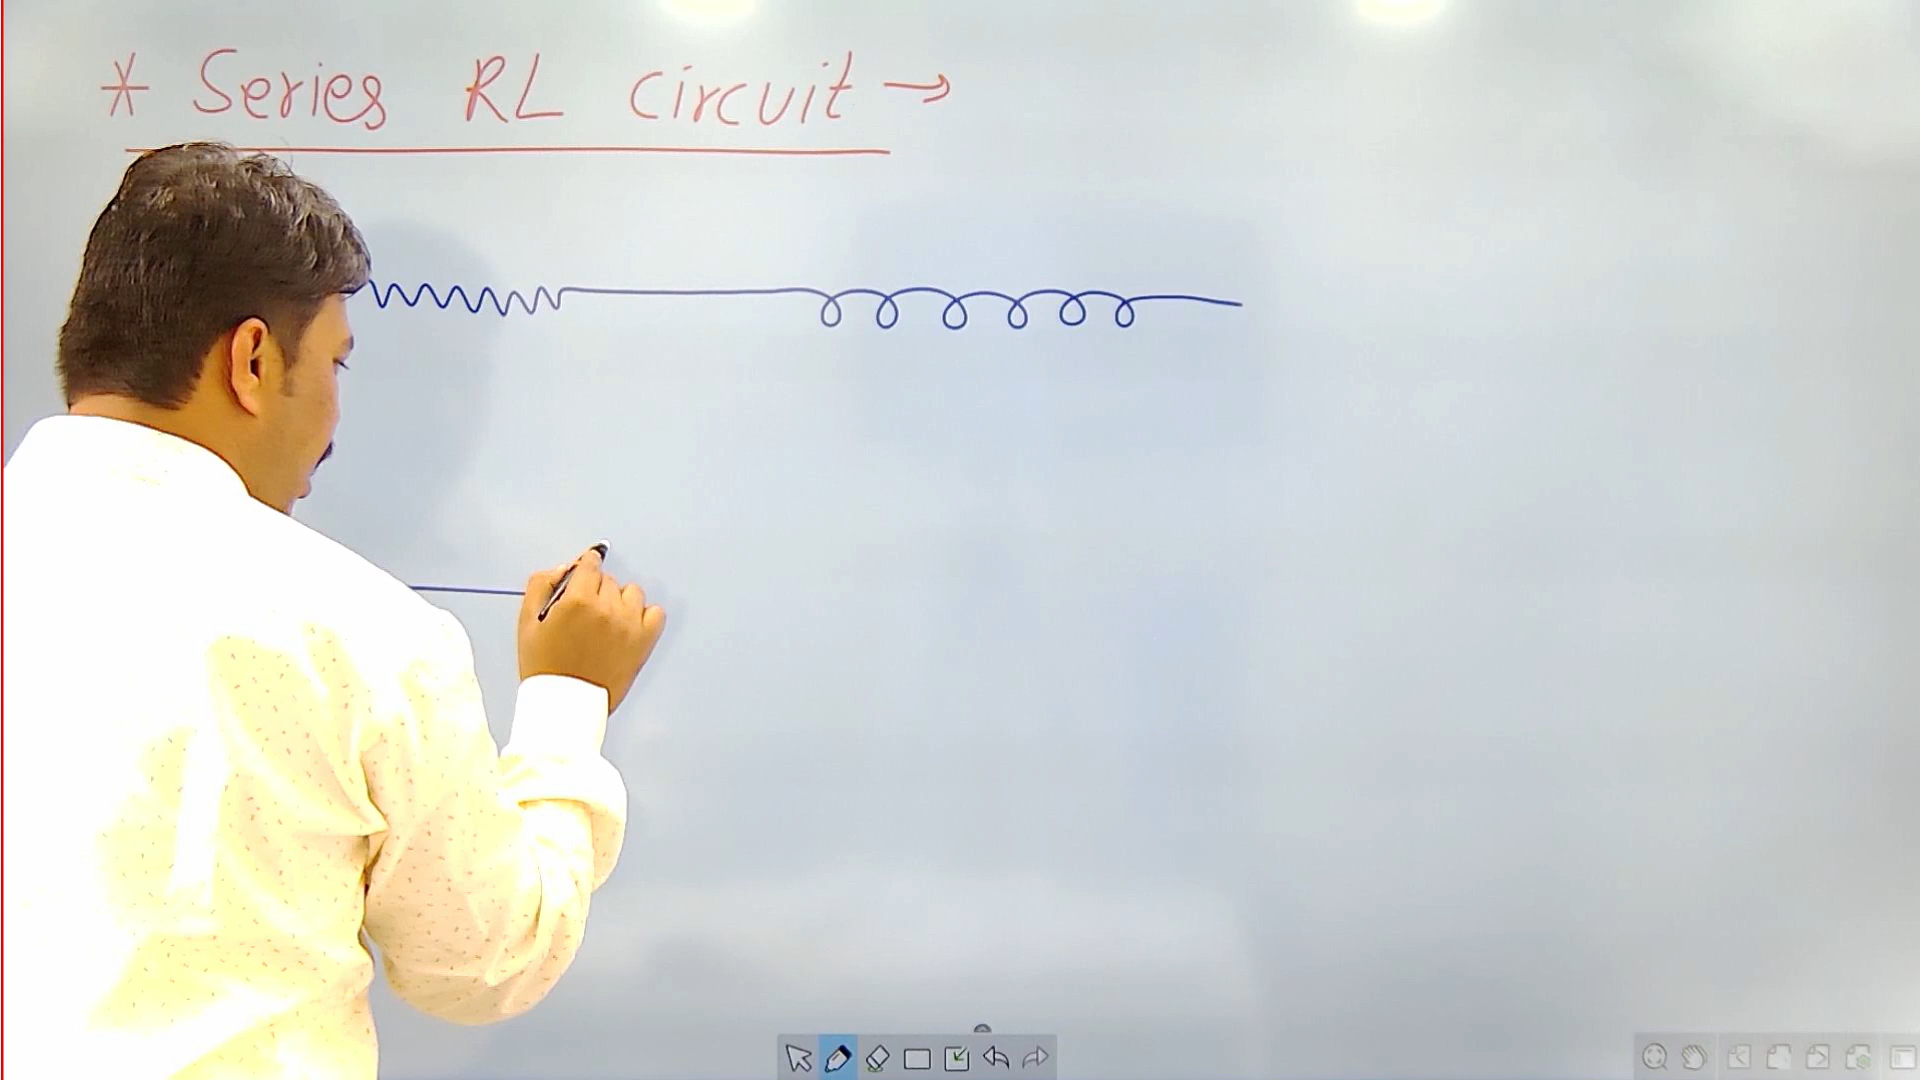 * Series RL circuit →